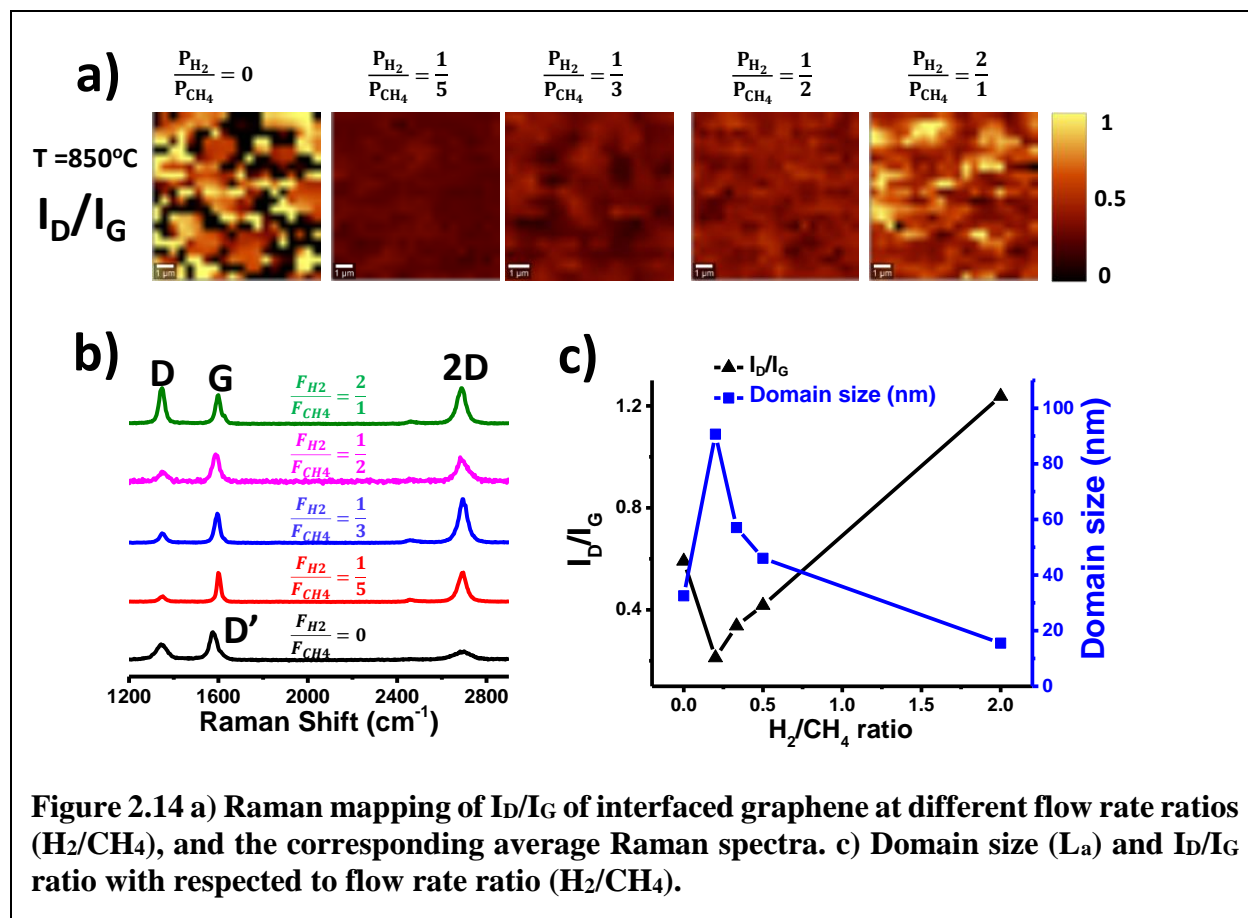 a)
P_H2/P_CH4 = 0
P_H2/P_CH4 = 1/5
P_H2/P_CH4 = 1/3
P_H2/P_CH4 = 1/2
P_H2/P_CH4 = 2/1
T =850°C
I_D/I_G
1 μm
1 μm
1 μm
1 μm
1 μm
1
0.5
0
b)
D
G
2D
F_H2/F_CH4 = 2/1
F_H2/F_CH4 = 1/2
F_H2/F_CH4 = 1/3
F_H2/F_CH4 = 1/5
D’
F_H2/F_CH4 = 0
1200 1600 2000 2400 2800
Raman Shift (cm⁻¹)
c)
I_D/I_G
Domain size (nm)
1.2
0.8
0.4
I_D/I_G
100
80
60
40
20
0
Domain size (nm)
0.0 0.5 1.0 1.5 2.0
H₂/CH₄ ratio
Figure 2.14 a) Raman mapping of I_D/I_G of interfaced graphene at different flow rate ratios
(H₂/CH₄), and the corresponding average Raman spectra. c) Domain size (Lₐ) and I_D/I_G
ratio with respected to flow rate ratio (H₂/CH₄).